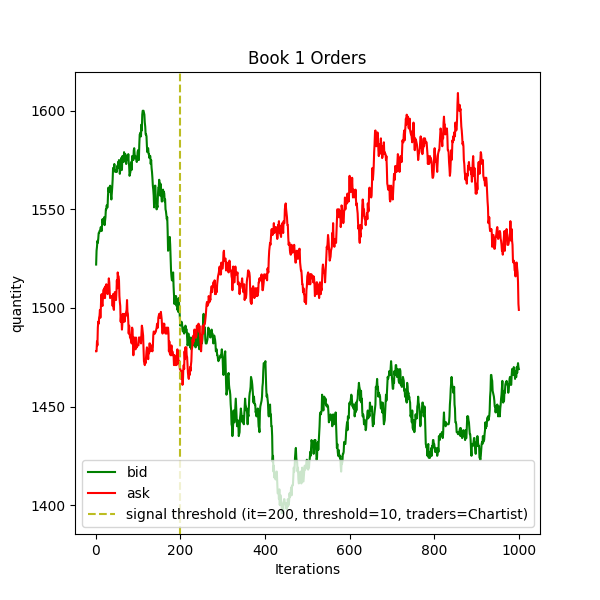 Book 1 Orders
quantity
1600
1550
1500
1450
1400
bid
ask
signal threshold (it=200, threshold=10, traders=Chartist)
0 200 400 600 800 1000
Iterations